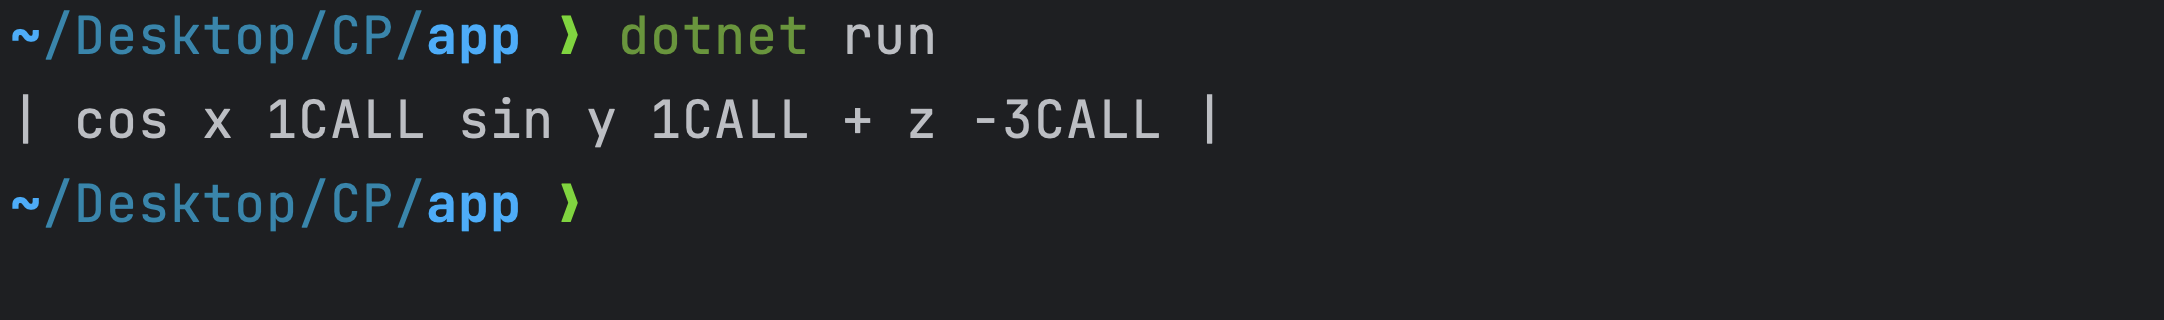 ~/Desktop/CP/app ❱ dotnet run
| cos x 1CALL sin y 1CALL + z -3CALL |
~/Desktop/CP/app ❱